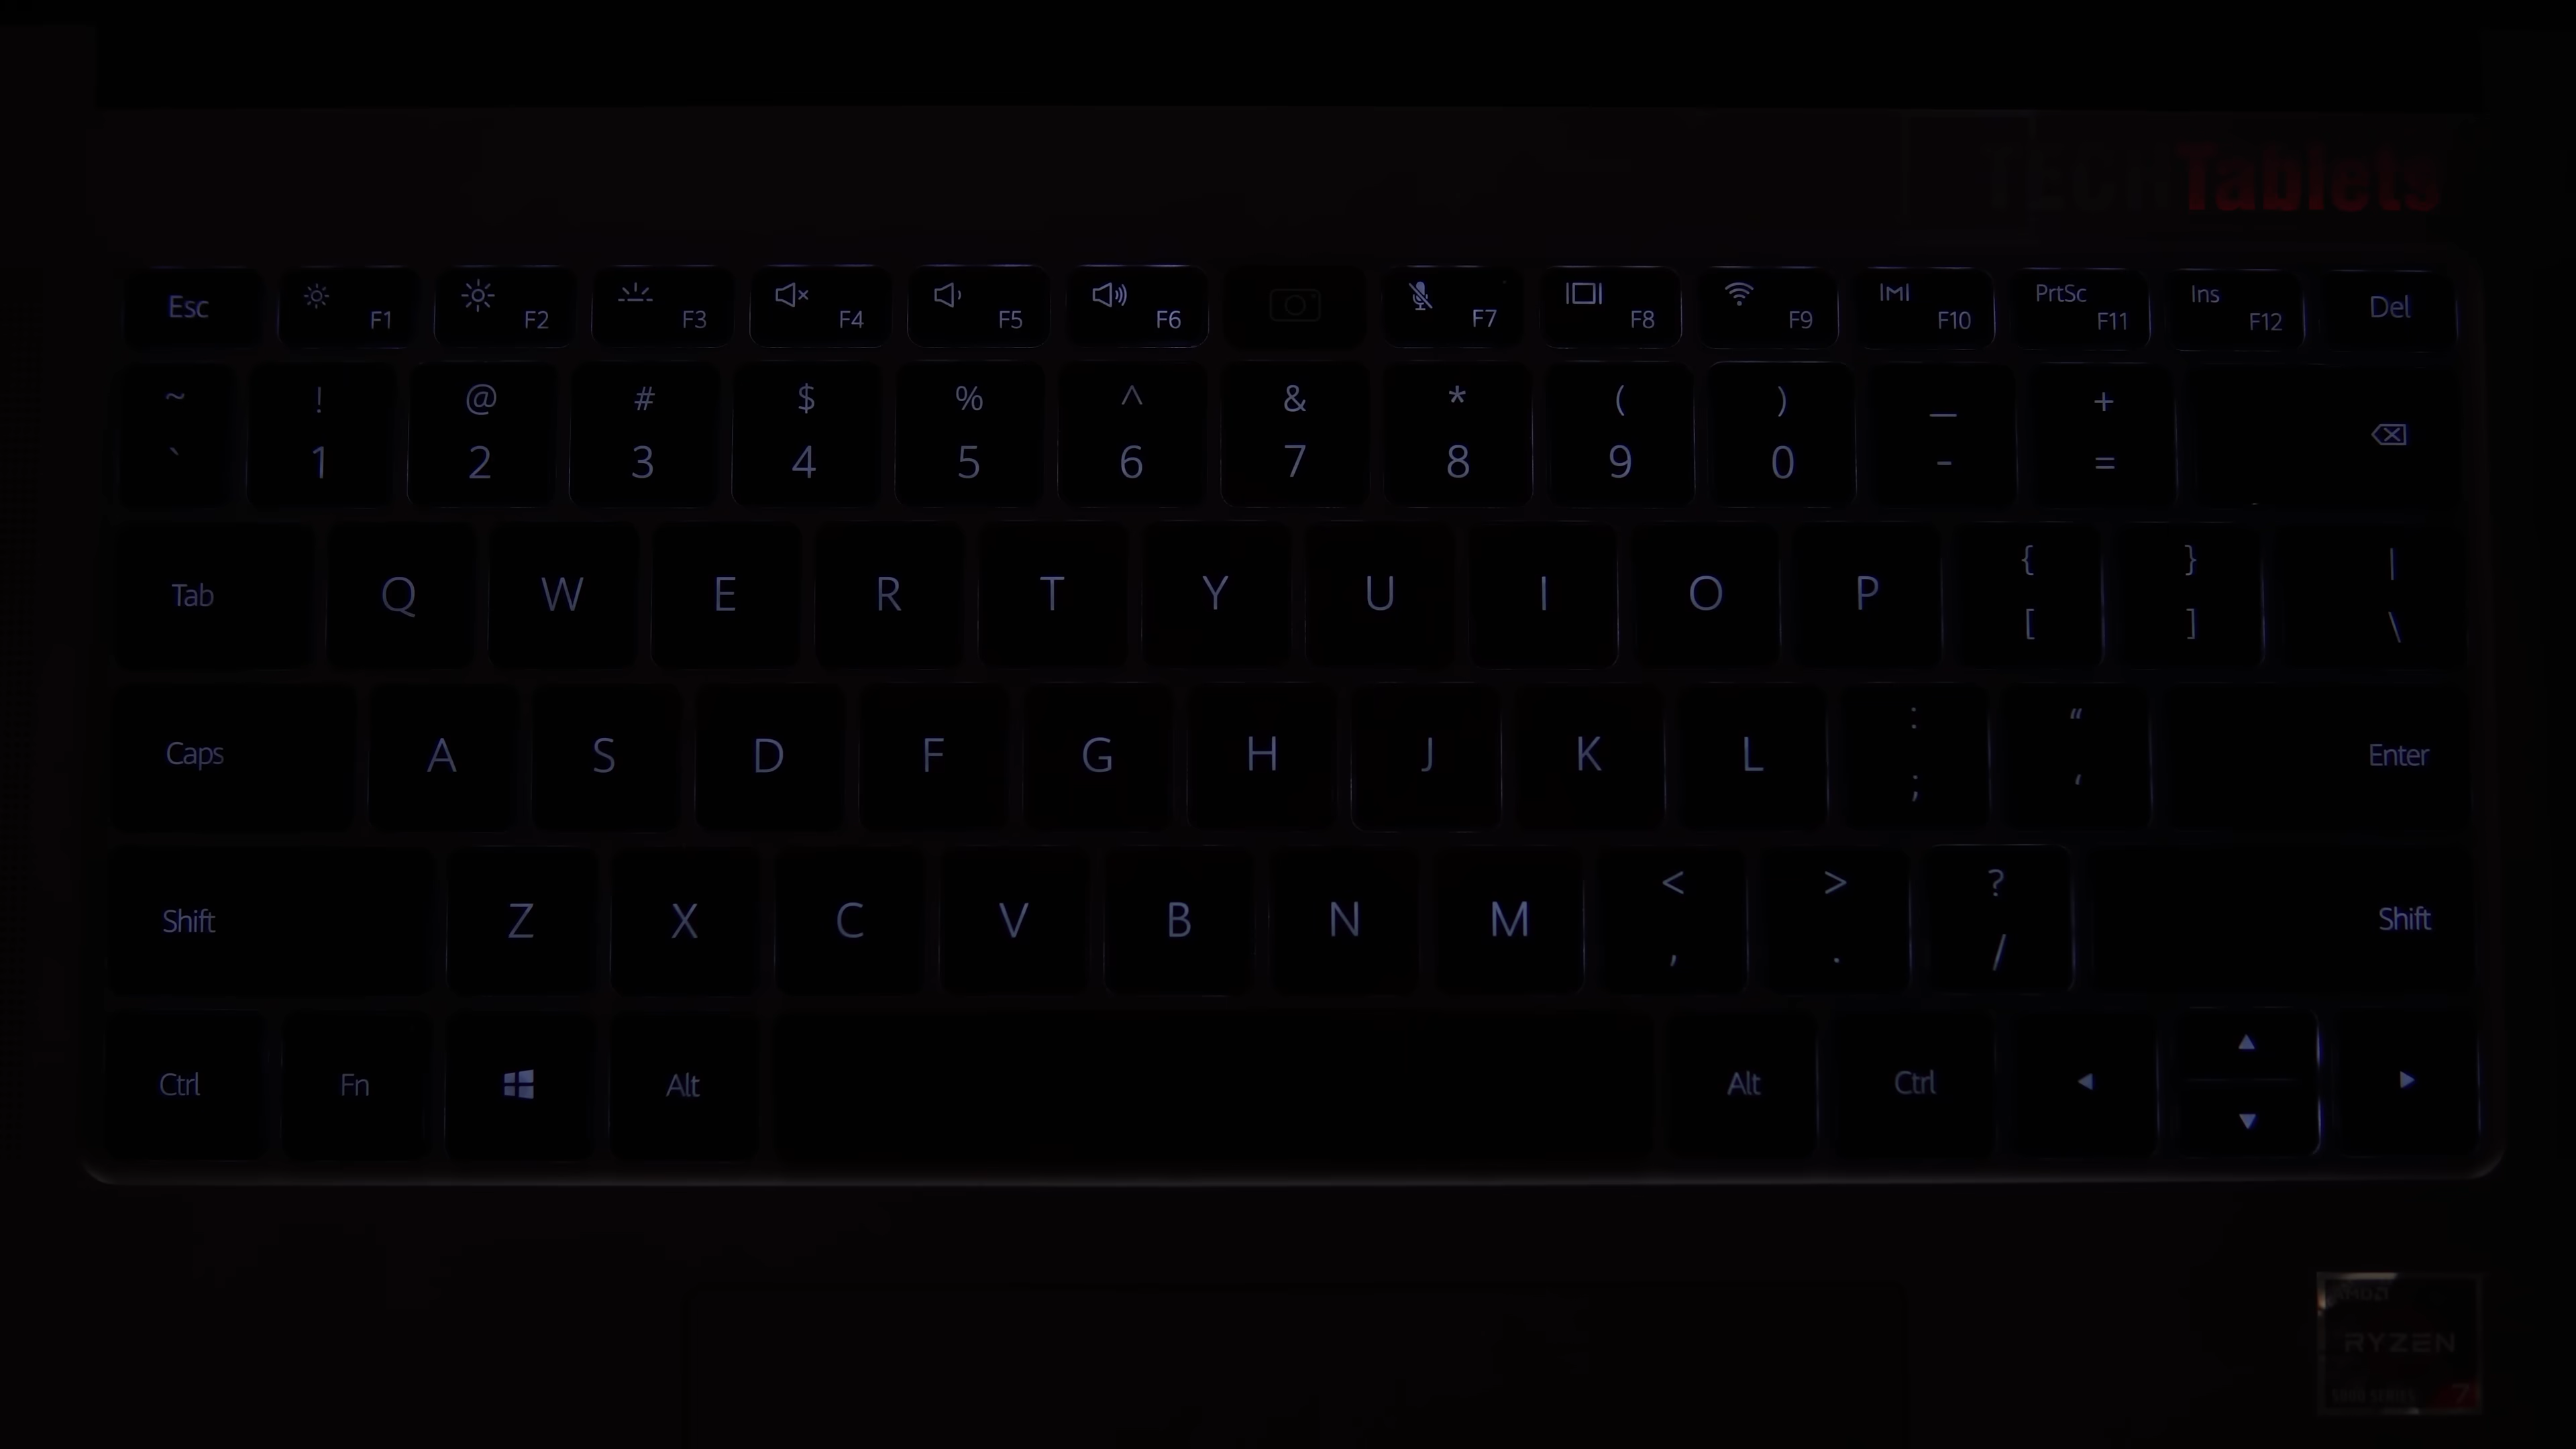 TECHTablets
Esc F1 F2 F3 F4 F5 F6 F7 F8 F9 |M| F10 PrtSc F11 Ins F12 Del
~ ! @ # $ % ^ & * ( ) _ +
` 1 2 3 4 5 6 7 8 9 0 - =
Tab Q W E R T Y U I O P { [ } ] | \
Caps A S D F G H J K L : ; “ ‘ Enter
Shift Z X C V B N M < , > . ? / Shift
Ctrl Fn Alt Alt Ctrl
AMD
RYZEN
7